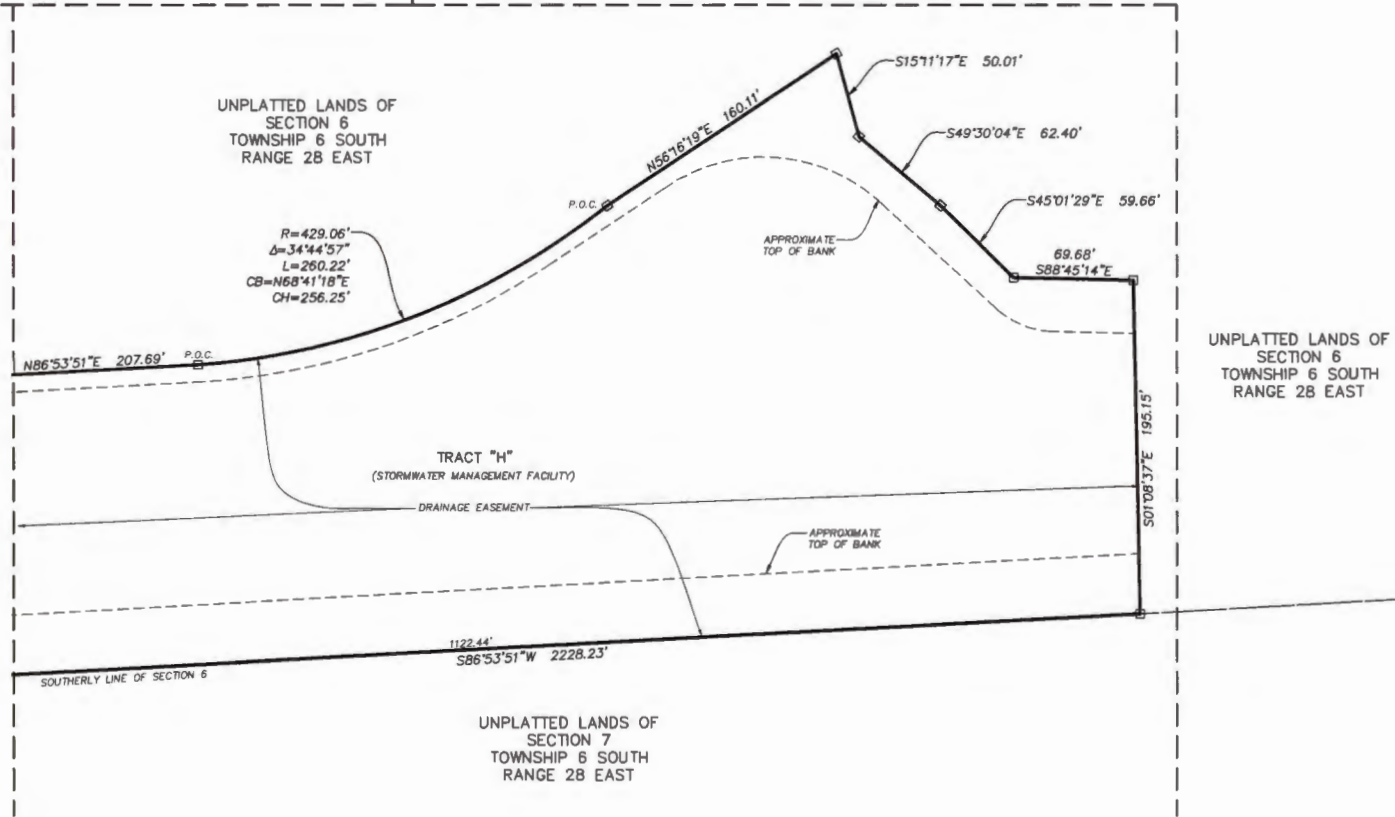 S15°11'17"E 50.01'
UNPLATTED LANDS OF
SECTION 6
TOWNSHIP 6 SOUTH
RANGE 28 EAST
N56°16'19"E 160.11'
S49°30'04"E 62.40'
P.O.C.
S45°01'29"E 59.66'
R=429.06'
Δ=34°44'57"
L=260.22'
CB=N68°41'18"E
CH=256.25'
APPROXIMATE
TOP OF BANK
69.68'
S88°45'14"E
UNPLATTED LANDS OF
SECTION 6
TOWNSHIP 6 SOUTH
RANGE 28 EAST
N86°53'51"E 207.69'
P.O.C.
S01°08'37"E 195.15'
TRACT "H"
(STORMWATER MANAGEMENT FACILITY)
DRAINAGE EASEMENT
APPROXIMATE
TOP OF BANK
1122.44'
S86°53'51"W 2228.23'
SOUTHERLY LINE OF SECTION 6
UNPLATTED LANDS OF
SECTION 7
TOWNSHIP 6 SOUTH
RANGE 28 EAST